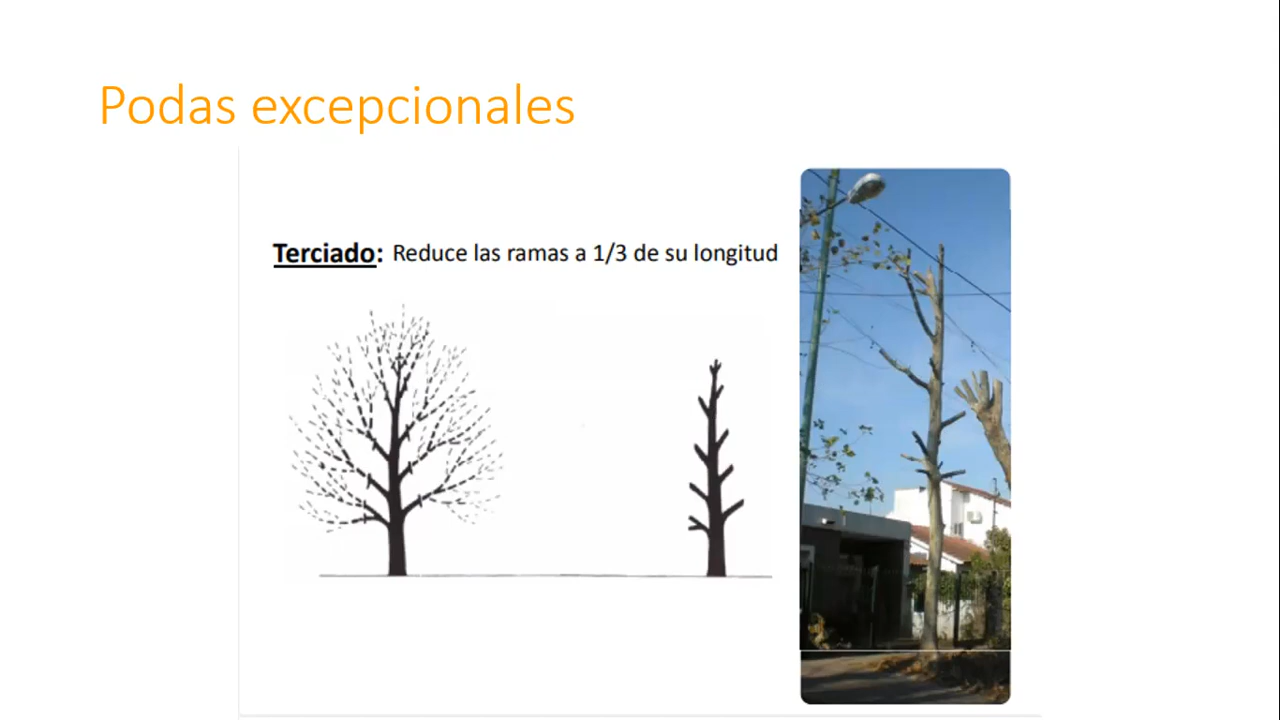 Podas excepcionales
Terciado: Reduce las ramas a 1/3 de su longitud